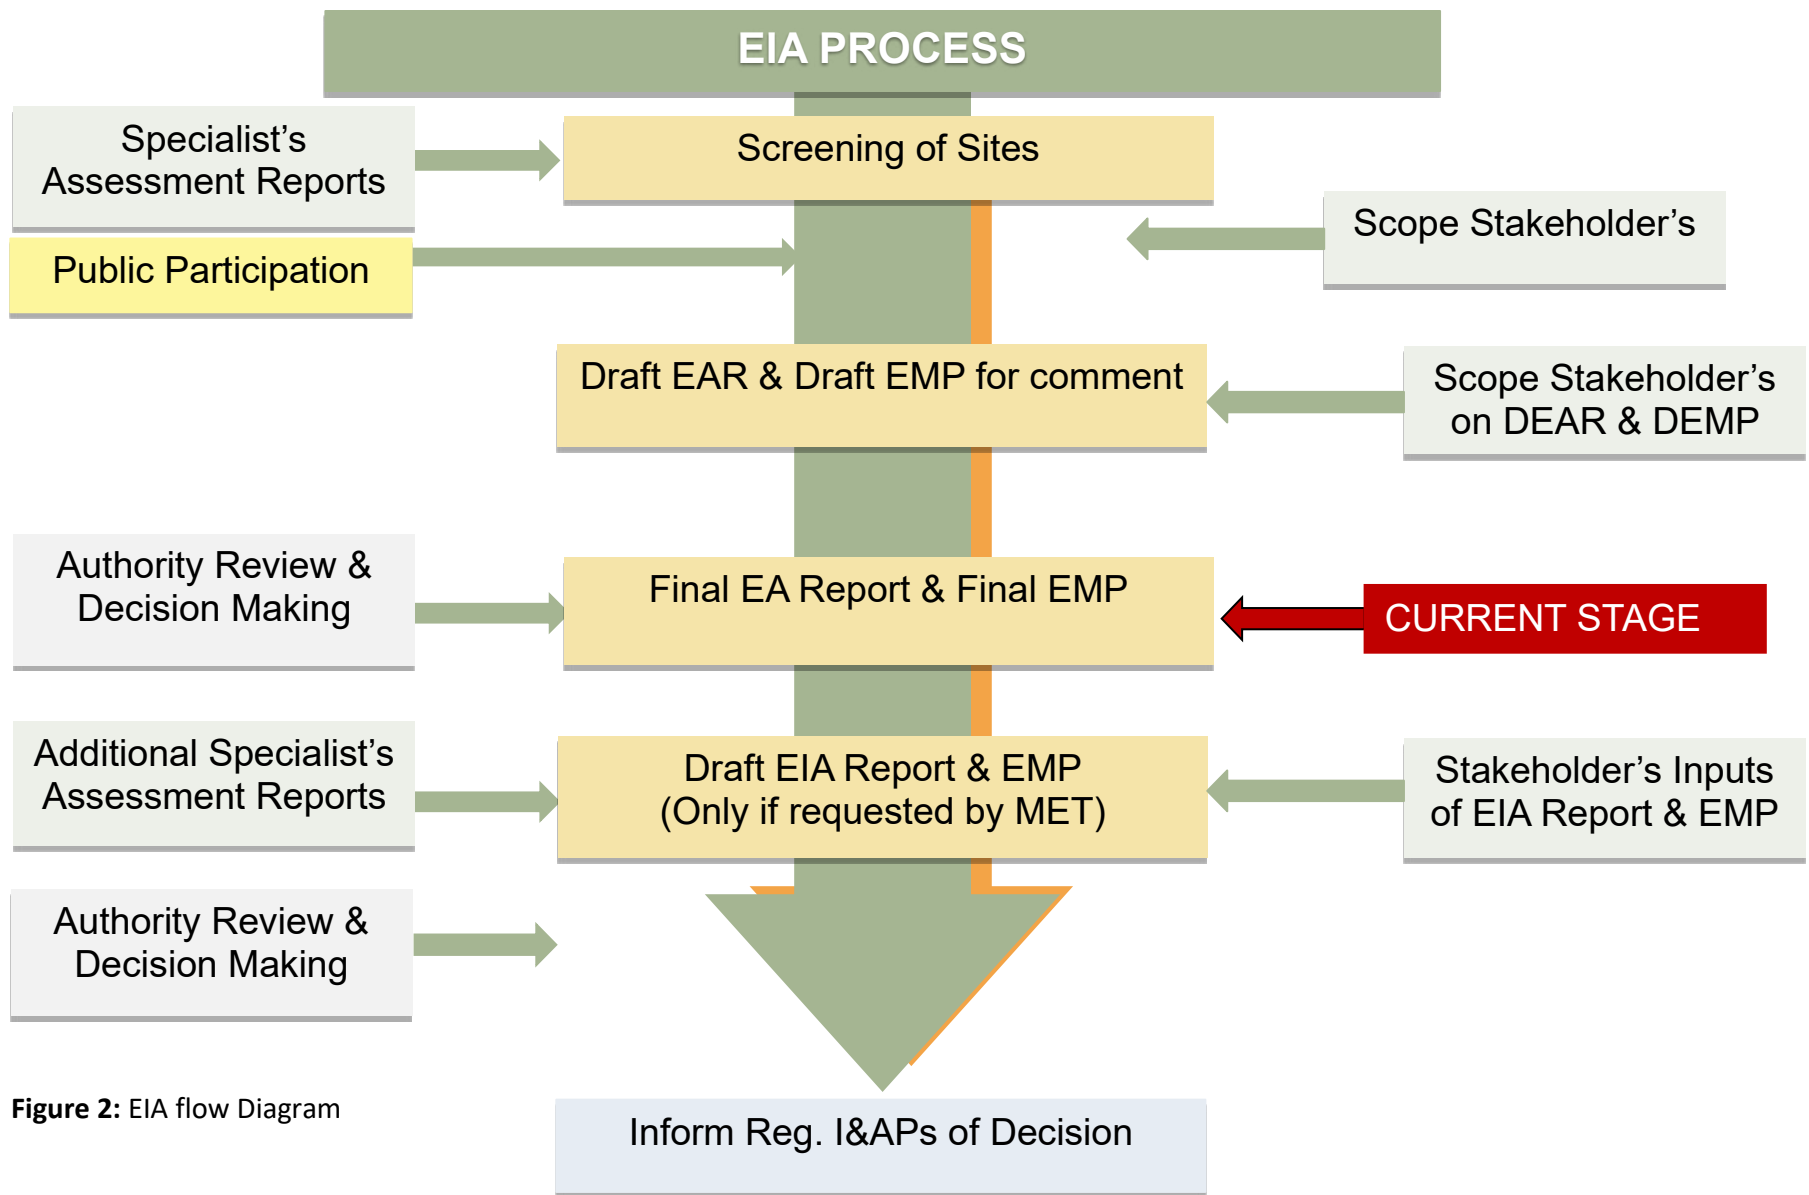 EIA PROCESS
Specialist's
Assessment Reports
Screening of Sites
Scope Stakeholder's
Public Participation
Draft EAR & Draft EMP for comment
Scope Stakeholder's
on DEAR & DEMP
Authority Review &
Decision Making
Final EA Report & Final EMP
CURRENT STAGE
Additional Specialist's
Assessment Reports
Draft EIA Report & EMP
(Only if requested by MET)
Stakeholder's Inputs
of EIA Report & EMP
Authority Review &
Decision Making
Figure 2: EIA flow Diagram
Inform Reg. I&APs of Decision